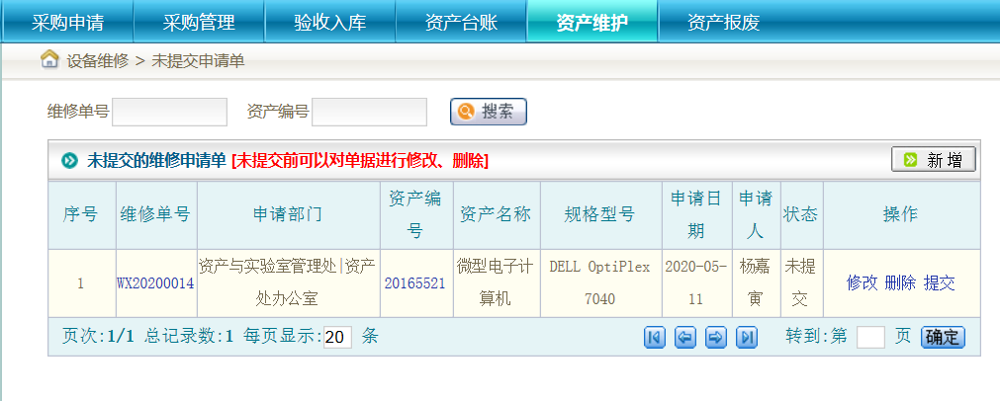 采购申请 采购管理 验收入库 资产台账 资产维护 资产报废
设备维修 > 未提交申请单
维修单号 资产编号 搜索
未提交的维修申请单 [未提交前可以对单据进行修改、删除] 新 增
序号 维修单号 申请部门 资产编号 资产名称 规格型号 申请日期 申请人 状态 操作
1 WX20200014 资产与实验室管理处|资产处办公室 20165521 微型电子计算机 DELL OptiPlex 7040 2020-05-11 杨嘉寅 未提交 修改 删除 提交
页次:1/1 总记录数:1 每页显示:20 条 转到:第 页 确定